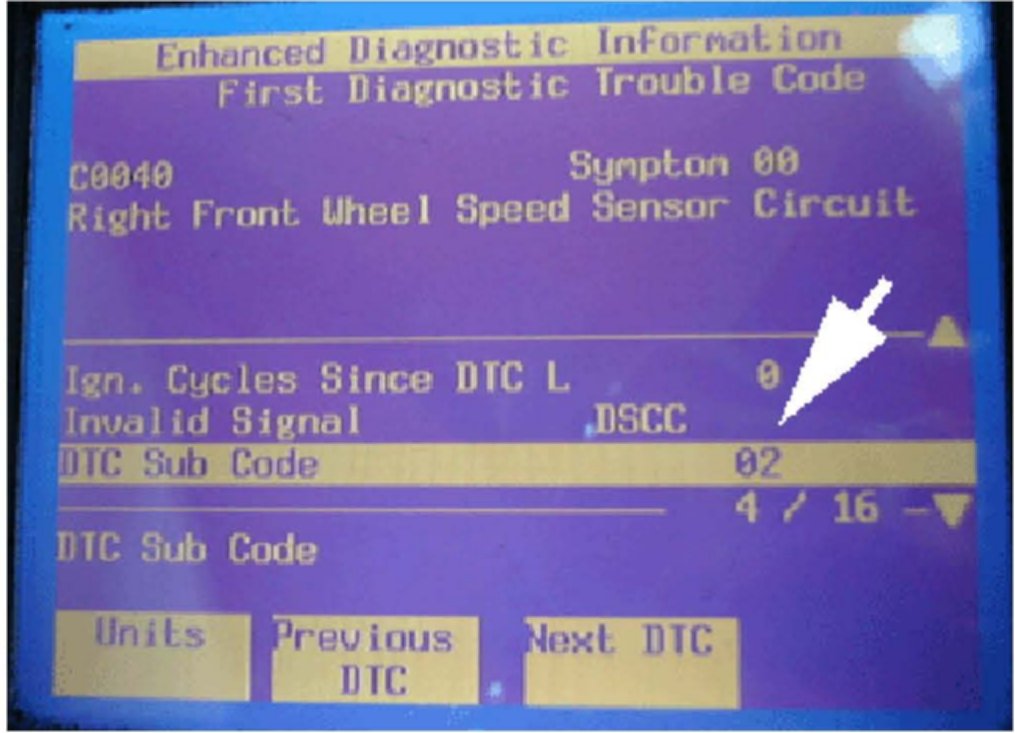 Enhanced Diagnostic Information
First Diagnostic Trouble Code
C0040 Symptom 00
Right Front Wheel Speed Sensor Circuit
Ign. Cycles Since DTC L 0
Invalid Signal DSCC
DTC Sub Code 02
4 / 16
DTC Sub Code
Units Previous DTC Next DTC